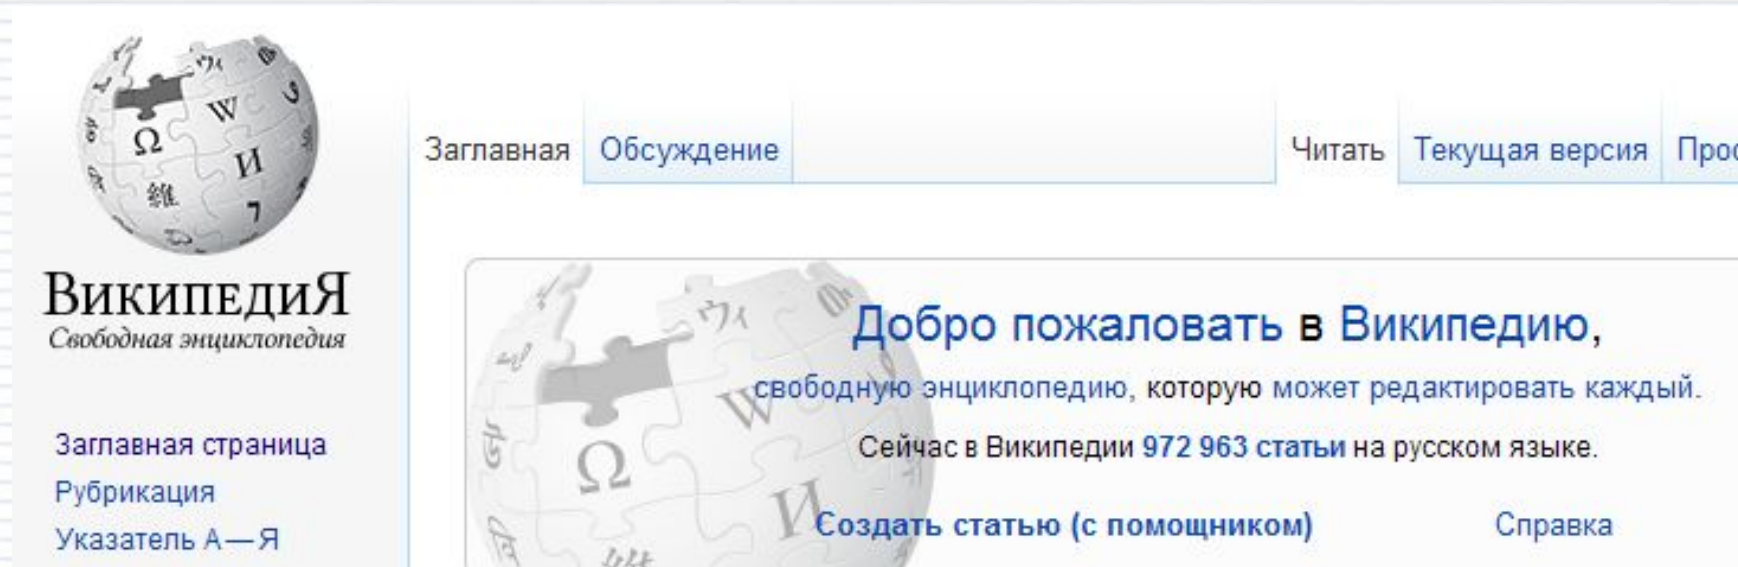 ВикипедиЯ
Свободная энциклопедия
Заглавная страница
Рубрикация
Указатель А—Я
Заглавная Обсуждение Читать Текущая версия
Добро пожаловать в Википедию,
свободную энциклопедию, которую может редактировать каждый.
Сейчас в Википедии 972 963 статьи на русском языке.
Создать статью (с помощником) Справка